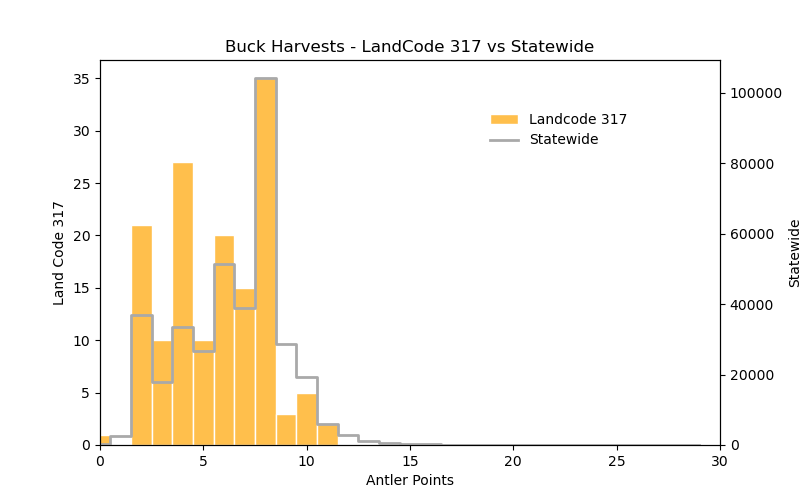 Buck Harvests - LandCode 317 vs Statewide
Land Code 317
35
30
25
20
15
10
5
0
Landcode 317
Statewide
100000
80000
60000
40000
20000
0
Statewide
0 5 10 15 20 25 30
Antler Points